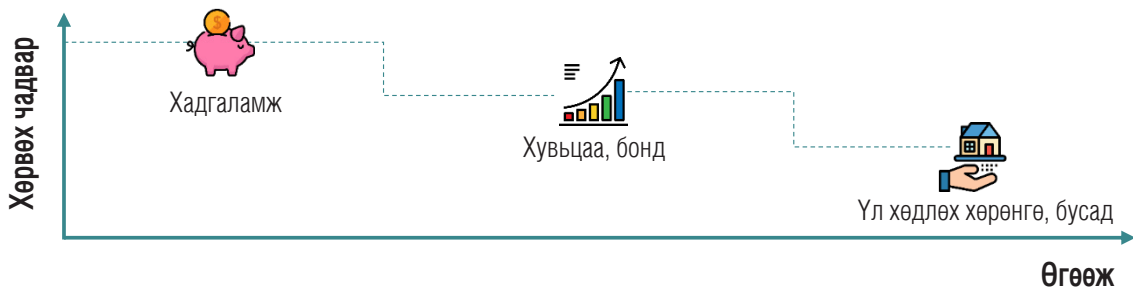 Хөрвөх чадвар
Хадгаламж
Хувьцаа, бонд
Үл хөдлөх хөрөнгө, бусад
Өгөөж